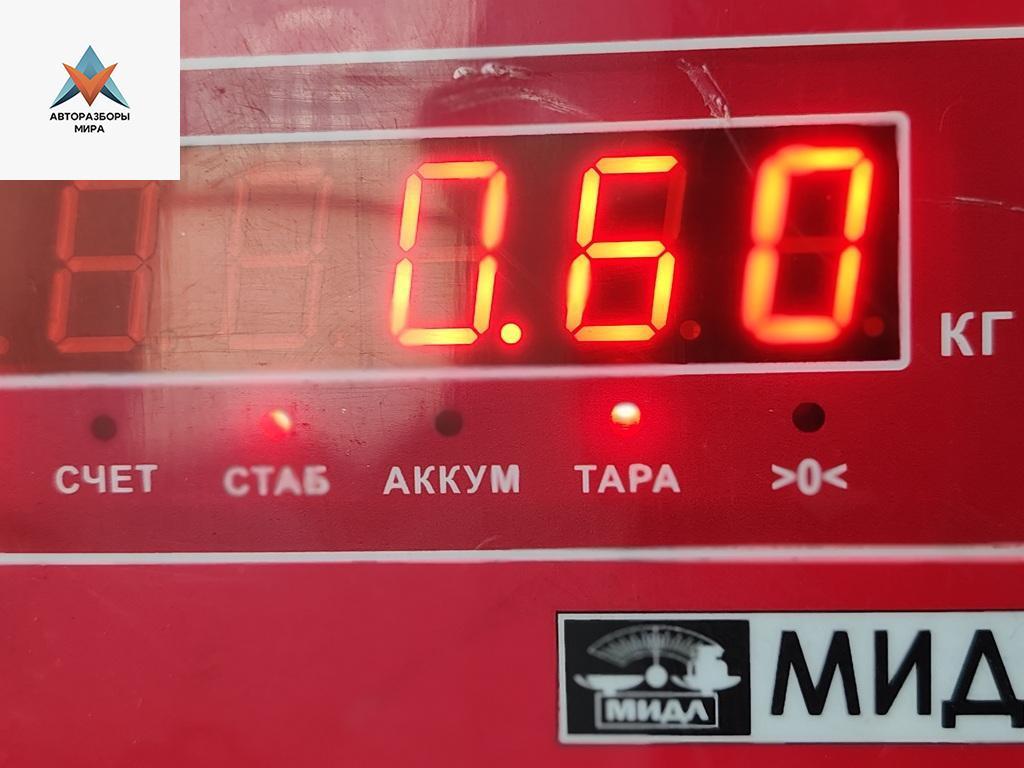 АВТОРАЗБОРЫ
МИРА
0.60
КГ
СЧЕТ СТАБ АККУМ ТАРА >0<
МИДЛ МИД